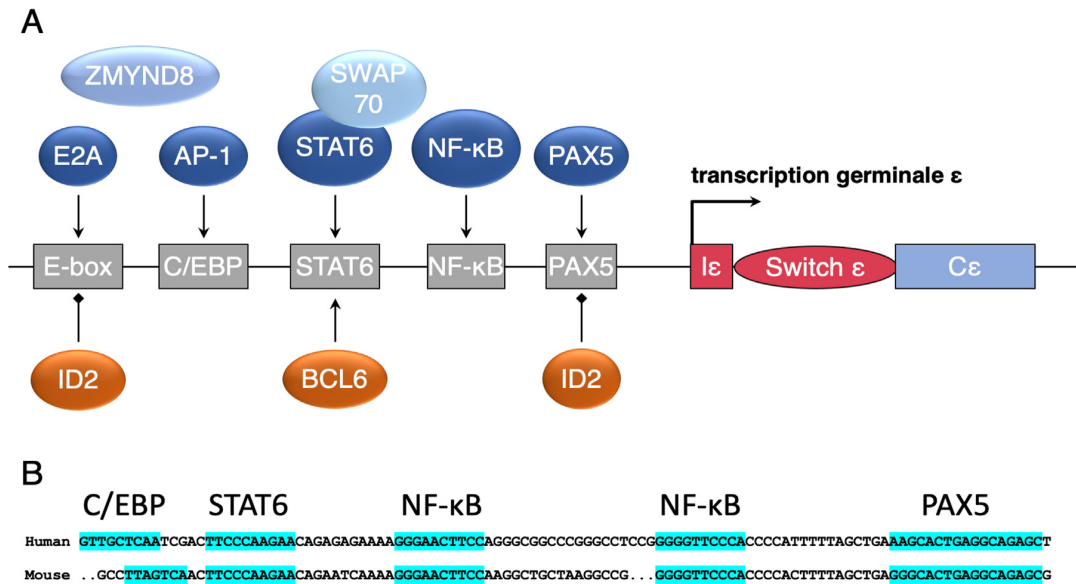 A
ZMYND8
SWAP
70
E2A
AP-1
STAT6
NF-κB
PAX5
transcription germinale ε
E-box
C/EBP
STAT6
NF-κB
PAX5
Iε
Switch ε
Cε
ID2
BCL6
ID2
B
C/EBP STAT6 NF-κB NF-κB PAX5
Human GTTGCTCAATCGACTTCCCAAGAACAGAGAGAAAAGGGAACTTCCAGGGCGGCCCGGGCCTCCGGGGGTTCCCACCCCATTTTTAGCTGAAAGCACTGAGGCAGAGCT
Mouse ..GCCTTAGTCAACTTCCCAAGAACAGAATCAAAAGGGAACTTCCAAGGCTGCTAAGGCCG...GGGGTTCCCACCCCACTTTTAGCTGAGGGCACTGAGGCAGAGCG